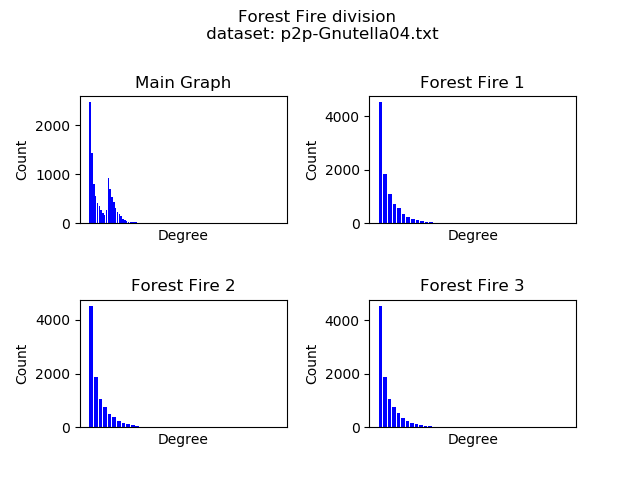 Forest Fire division
dataset: p2p-Gnutella04.txt
Main Graph
Count
2000
1000
0
Degree
Forest Fire 1
Count
4000
2000
0
Degree
Forest Fire 2
Count
4000
2000
0
Degree
Forest Fire 3
Count
4000
2000
0
Degree